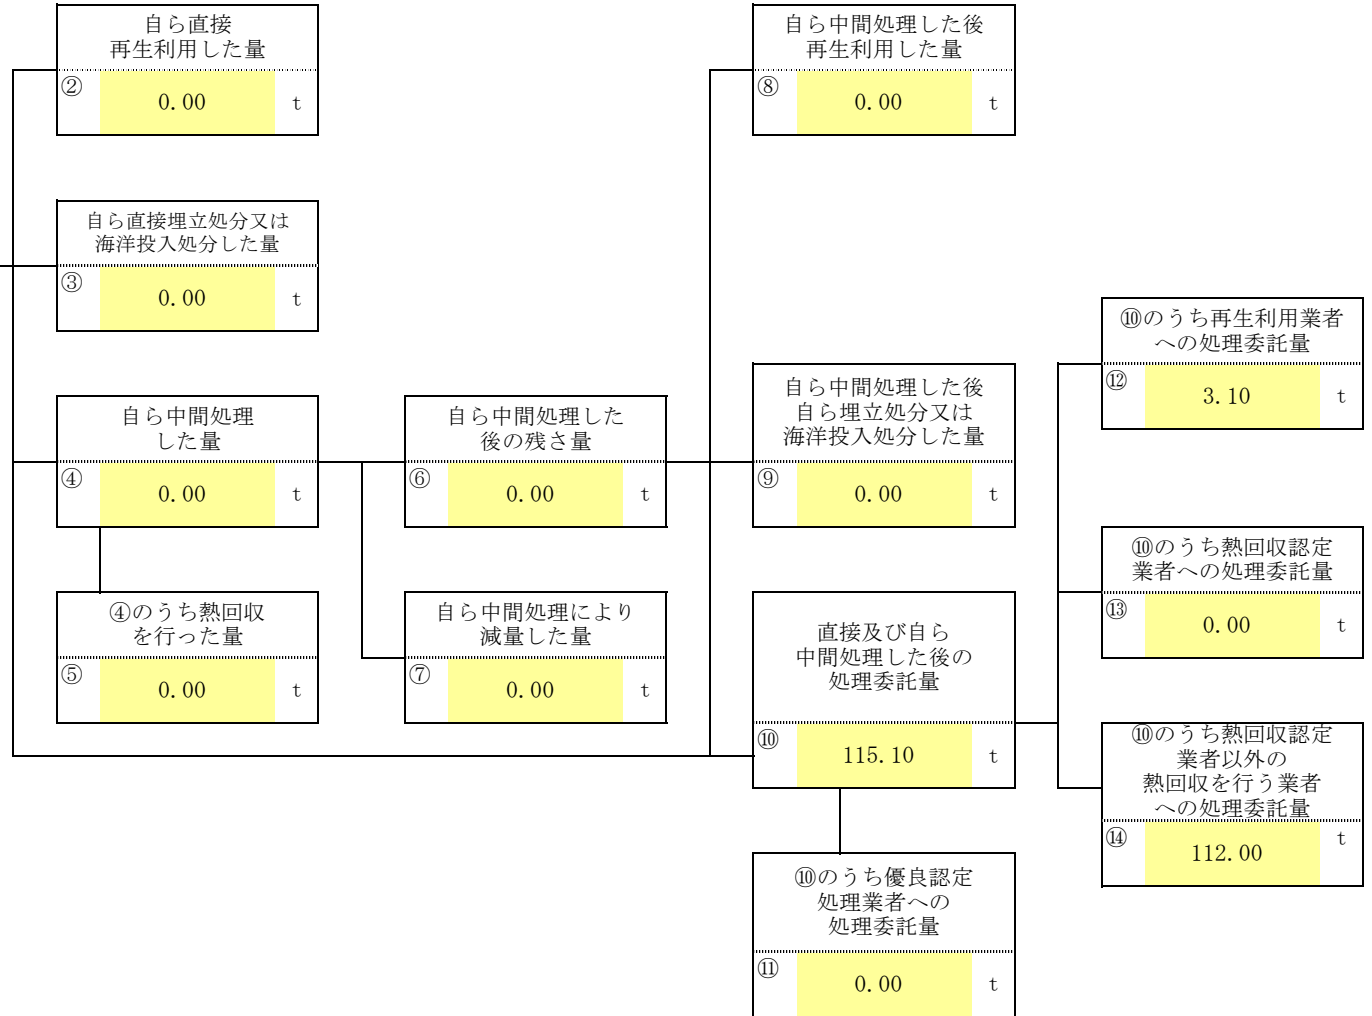 自ら直接
再生利用した量
②
0.00
t
自ら直接埋立処分又は
海洋投入処分した量
③
0.00
t
自ら中間処理
した量
④
0.00
t
④のうち熱回収
を行った量
⑤
0.00
t
自ら中間処理した
後の残さ量
⑥
0.00
t
自ら中間処理により
減量した量
⑦
0.00
t
自ら中間処理した後
再生利用した量
⑧
0.00
t
自ら中間処理した後
自ら埋立処分又は
海洋投入処分した量
⑨
0.00
t
直接及び自ら
中間処理した後の
処理委託量
⑩
115.10
t
⑩のうち優良認定
処理業者への
処理委託量
⑪
0.00
t
⑩のうち再生利用業者
への処理委託量
⑫
3.10
t
⑩のうち熱回収認定
業者への処理委託量
⑬
0.00
t
⑩のうち熱回収認定
業者以外の
熱回収を行う業者
への処理委託量
⑭
112.00
t